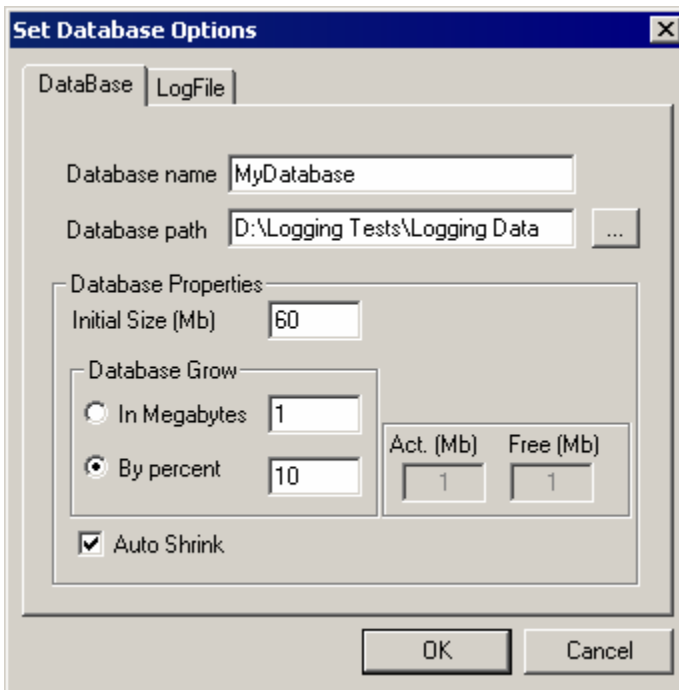 Set Database Options
DataBase
LogFile
Database name MyDatabase
Database path D:\Logging Tests\Logging Data ...
Database Properties
Initial Size (Mb) 60
Database Grow
In Megabytes 1
By percent 10
Act. (Mb) Free (Mb)
1 1
Auto Shrink
OK Cancel